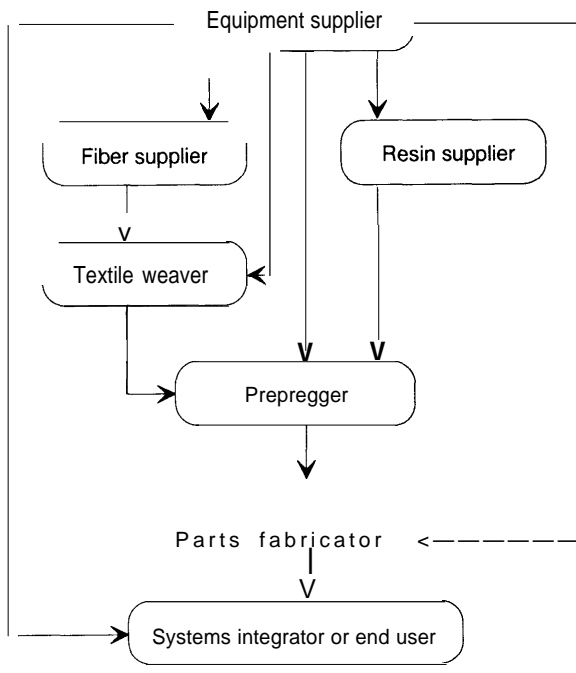 Equipment supplier
Fiber supplier
Resin supplier
Textile weaver
Prepregger
Parts fabricator
Systems integrator or end user